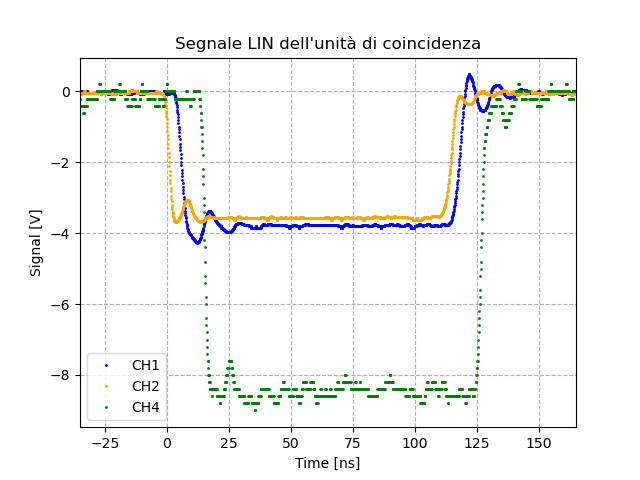 Segnale LIN dell'unità di coincidenza
Signal [V]
0
−2
−4
−6
−8
CH1
CH2
CH4
−25
0
25
50
75
100
125
150
Time [ns]